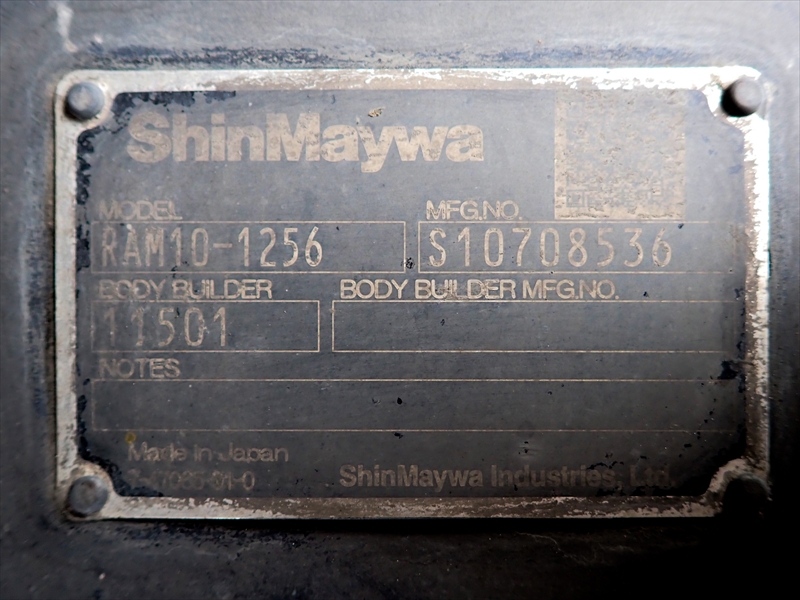 ShinMaywa
MODEL MFG.NO.
RAM10-1256 S10708536
BODY BUILDER BODY BUILDER MFG.NO.
11501
NOTES
Made in Japan
ShinMaywa Industries, Ltd.